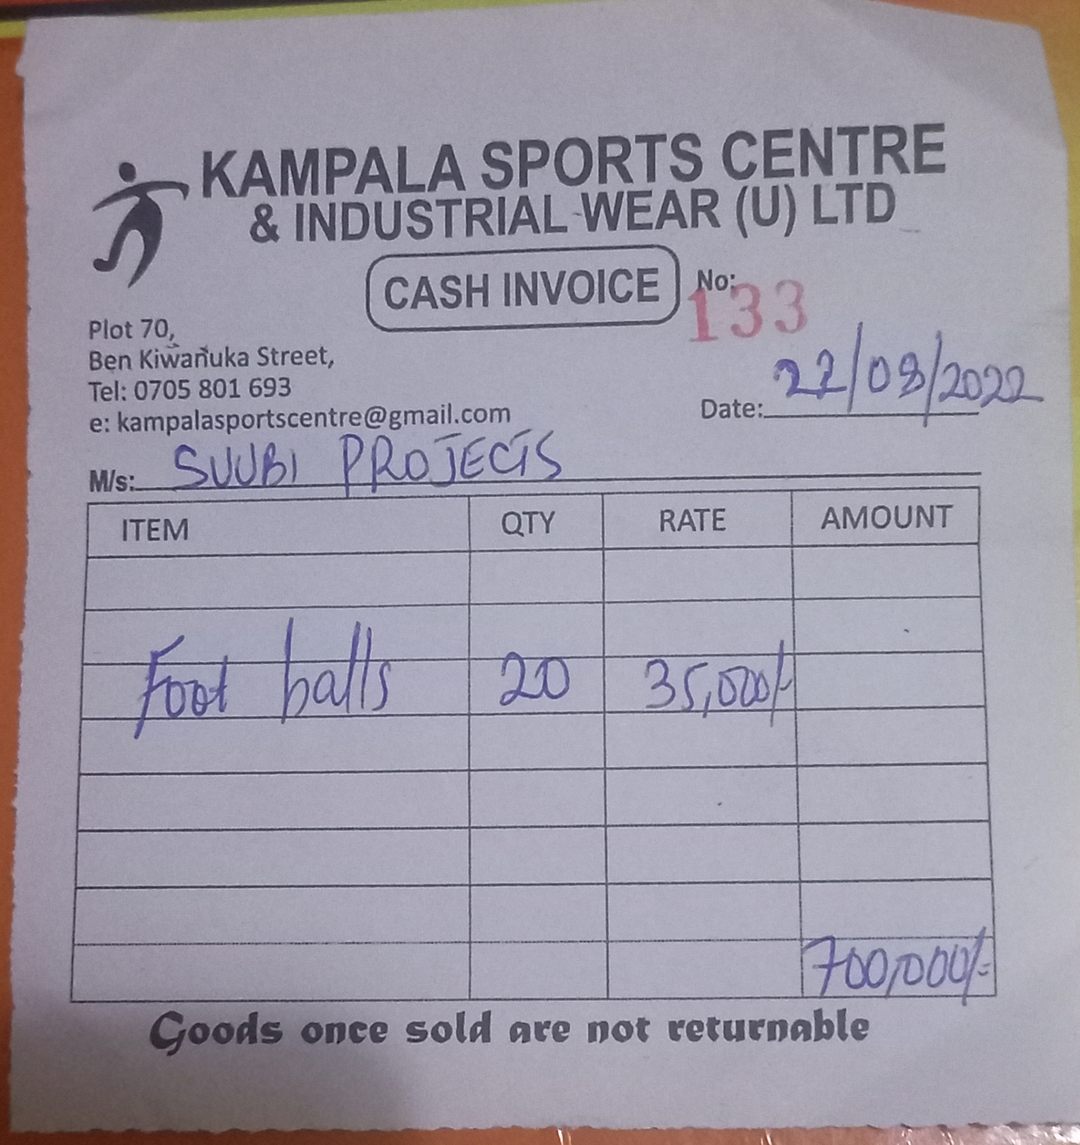 KAMPALA SPORTS CENTRE
& INDUSTRIAL WEAR (U) LTD
CASH INVOICE No: 133
Plot 70,
Ben Kiwanuka Street,
Tel: 0705 801 693
e: kampalasportscentre@gmail.com
Date: 22/08/2022
M/s: SUUBI PROJECTS
ITEM QTY RATE AMOUNT
Foot balls 20 35,000/-
700,000/=
Goods once sold are not returnable